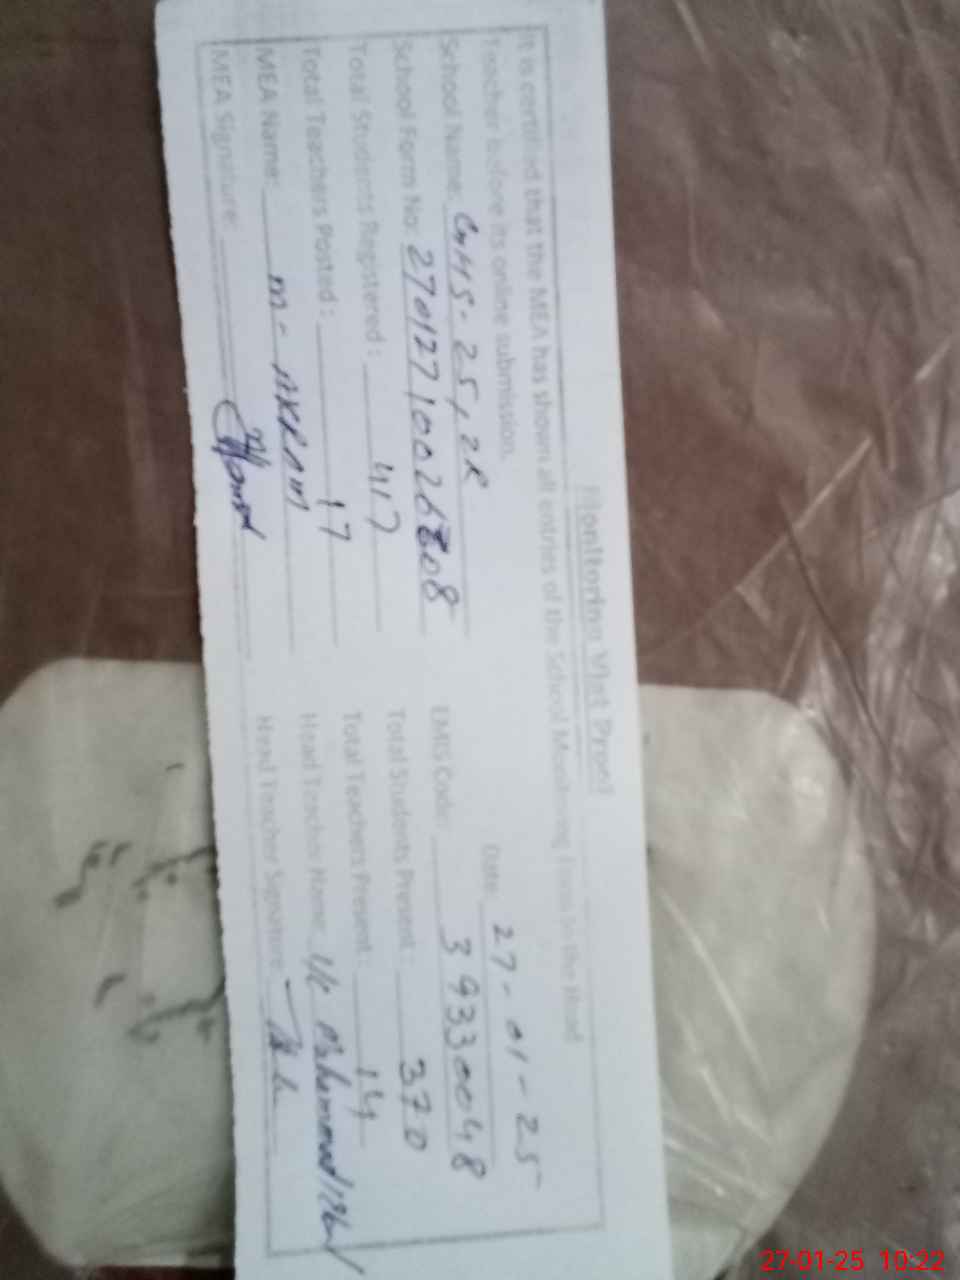 Monitoring Visit Proof
It is certified that the MEA has shown all entries of the School Monitoring Form to the Head
Teacher before its online submission.
Date: 27-01-25
School Name: GHS-25/2R
EMIS Code: 39330048
School Form No: 2701271002 08
Total Students Present: 370
Total Students Registered: 417
Total Teachers Present: 14
Total Teachers Posted: 17
Head Teacher Name:
MEA Name: M-AKRAM
Head Teacher Signature:
MEA Signature:
27-01-25 10:22